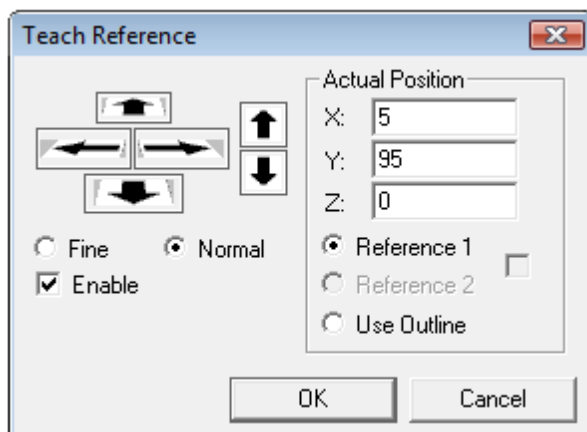 Teach Reference
Actual Position
X: 5
Y: 95
Z: 0
Fine
Normal
Enable
Reference 1
Reference 2
Use Outline
OK
Cancel